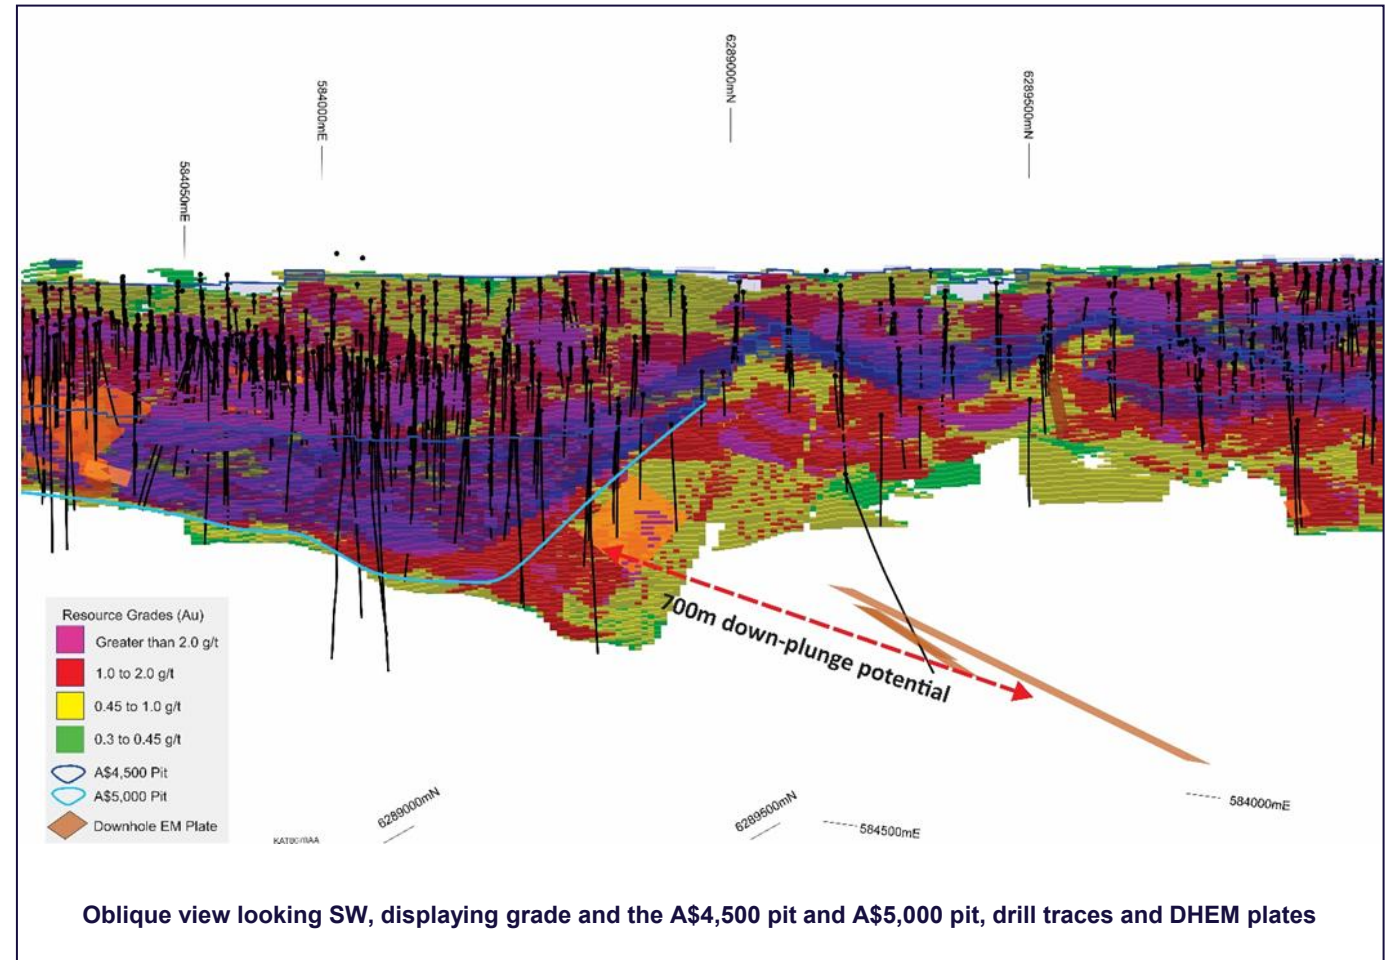 6289000mN
6289500mN
584000mE
584050mE
700m down-plunge potential
Resource Grades (Au)
Greater than 2.0 g/t
1.0 to 2.0 g/t
0.45 to 1.0 g/t
0.3 to 0.45 g/t
A$4,500 Pit
A$5,000 Pit
Downhole EM Plate
6289000mN
6289500mN
584500mE
584000mE
Oblique view looking SW, displaying grade and the A$4,500 pit and A$5,000 pit, drill traces and DHEM plates